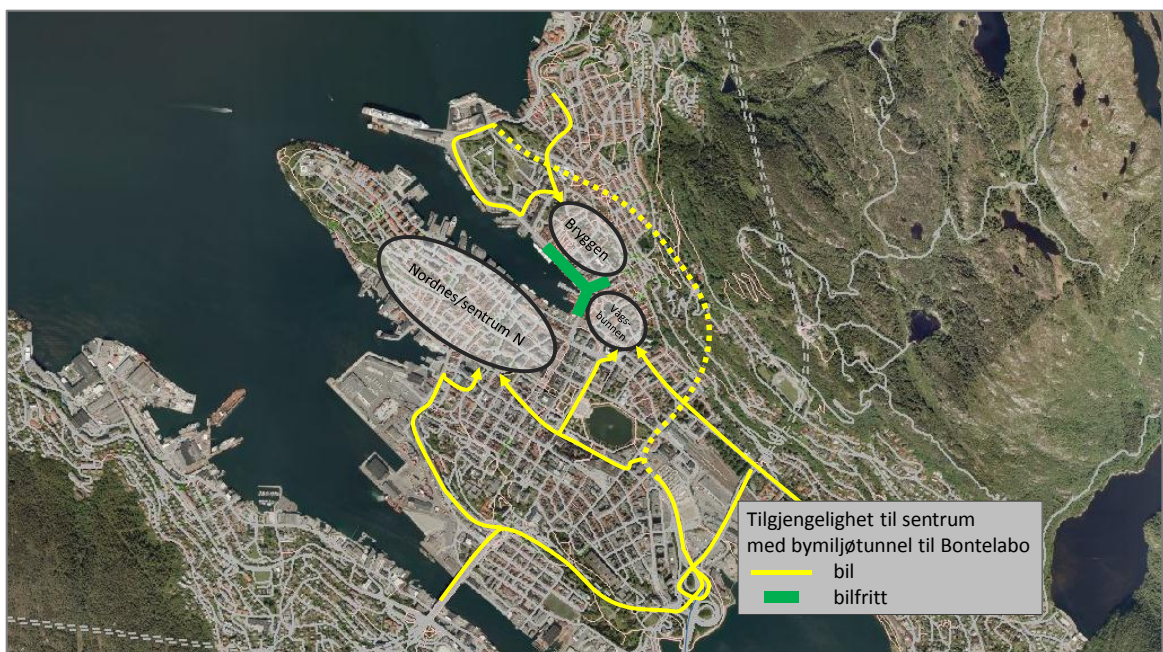 Bryggen
Nordnes/sentrum N
Vågs-
bunnen
Tilgjengelighet til sentrum
med bymiljøtunnel til Bontelabo
bil
bilfritt